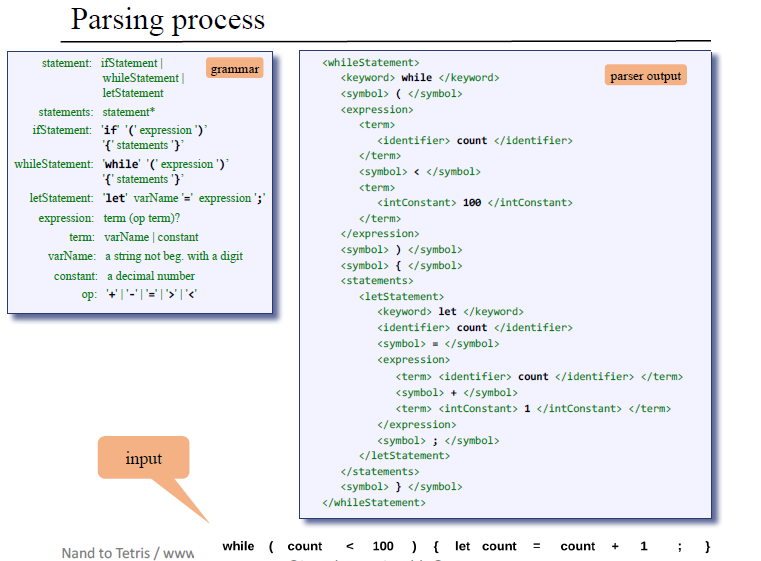 Parsing process
grammar
statement: ifStatement |
whileStatement |
letStatement
statements: statement*
ifStatement: 'if' '(' expression ')'
'{' statements '}'
whileStatement: 'while' '(' expression ')'
'{' statements '}'
letStatement: 'let' varName '=' expression ';'
expression: term (op term)?
term: varName | constant
varName: a string not beg. with a digit
constant: a decimal number
op: '+' | '-' | '=' | '>' | '<'
parser output
<whileStatement>
<keyword> while </keyword>
<symbol> ( </symbol>
<expression>
<term>
<identifier> count </identifier>
</term>
<symbol> < </symbol>
<term>
<intConstant> 100 </intConstant>
</term>
</expression>
<symbol> ) </symbol>
<symbol> { </symbol>
<statements>
<letStatement>
<keyword> let </keyword>
<identifier> count </identifier>
<symbol> = </symbol>
<expression>
<term> <identifier> count </identifier> </term>
<symbol> + </symbol>
<term> <intConstant> 1 </intConstant> </term>
</expression>
<symbol> ; </symbol>
</letStatement>
</statements>
<symbol> } </symbol>
</whileStatement>
input
while ( count < 100 ) { let count = count + 1 ; }
Nand to Tetris / www